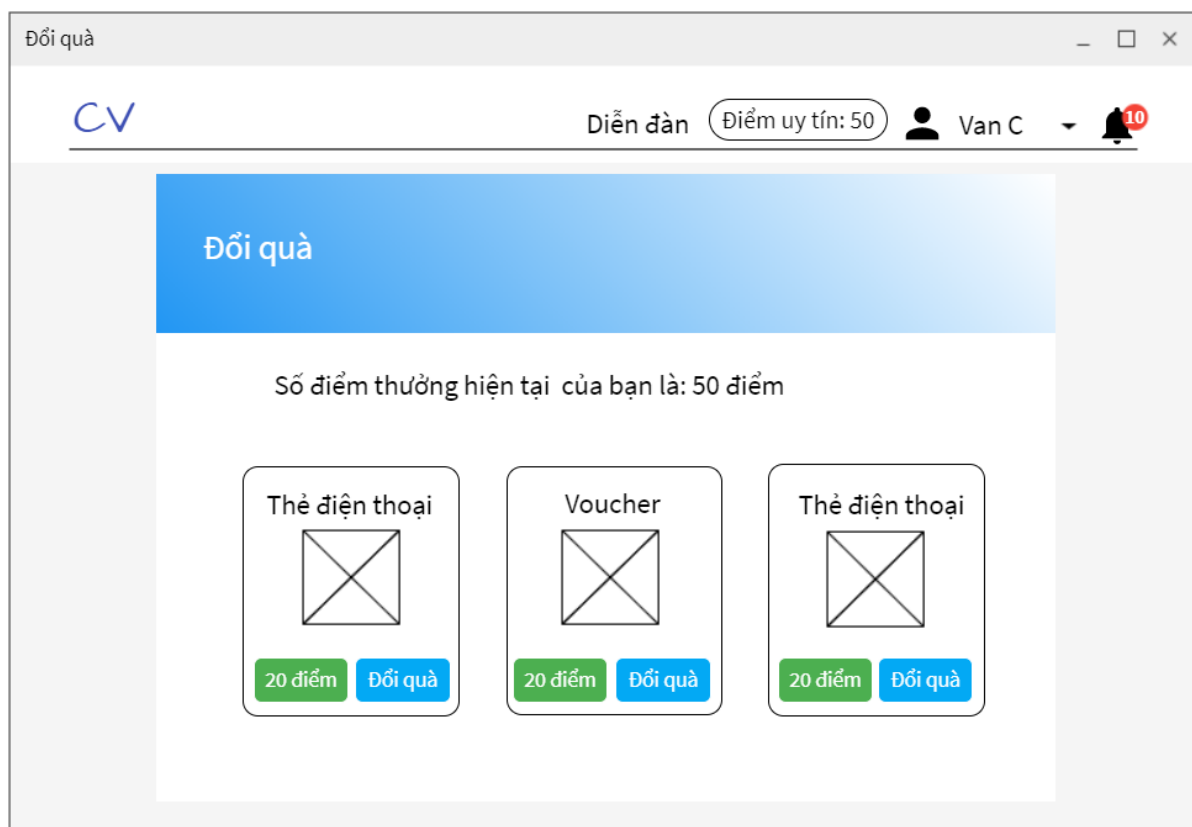 Đổi quà
CV
Diễn đàn Điểm uy tín: 50 Van C 10
Đổi quà
Số điểm thưởng hiện tại của bạn là: 50 điểm
Thẻ điện thoại Voucher Thẻ điện thoại
20 điểm Đổi quà 20 điểm Đổi quà 20 điểm Đổi quà